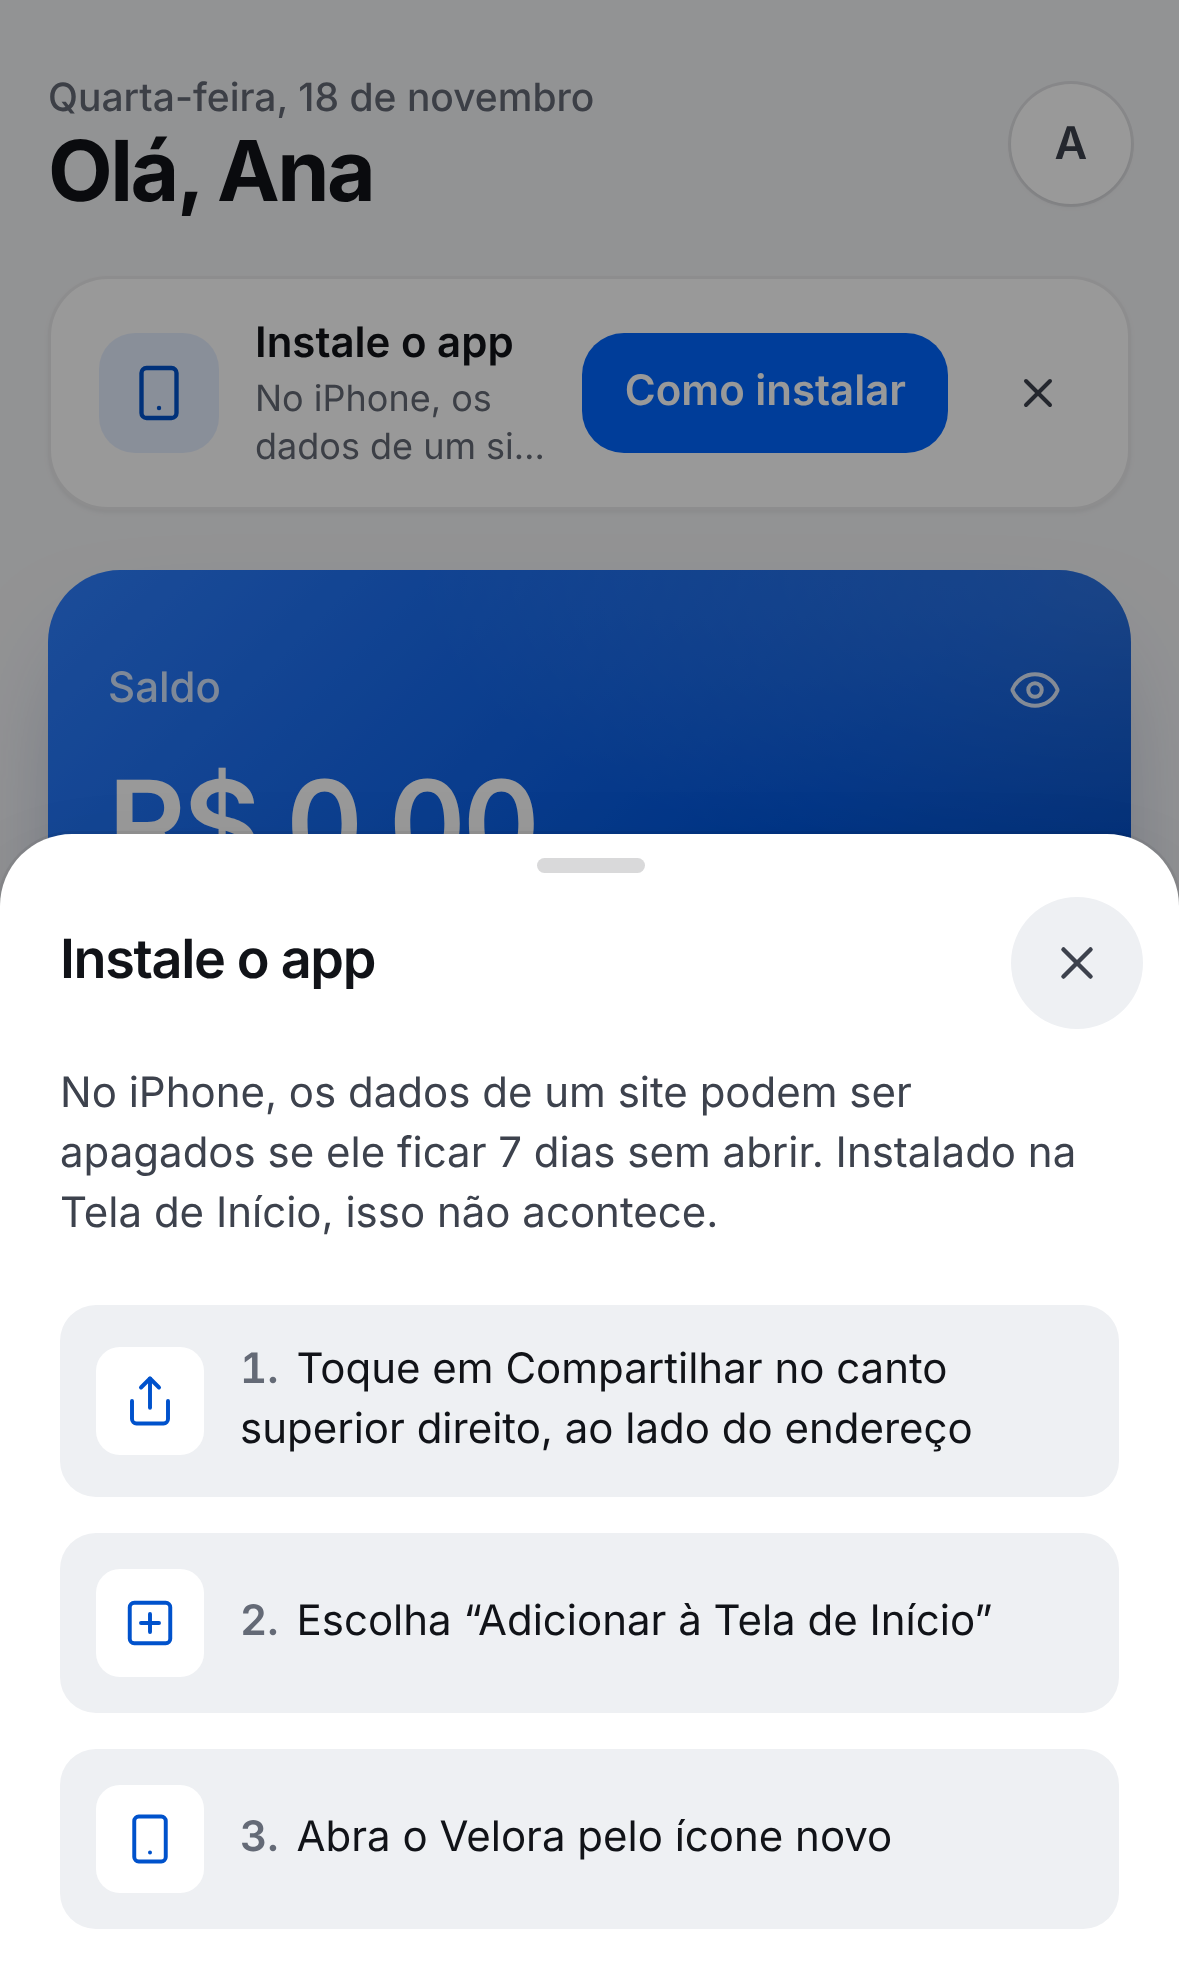 Quarta-feira, 18 de novembro
Olá, Ana
A
Instale o app
No iPhone, os
dados de um si...
Como instalar
Saldo
R$ 0,00
Instale o app
No iPhone, os dados de um site podem ser
apagados se ele ficar 7 dias sem abrir. Instalado na
Tela de Início, isso não acontece.
1. Toque em Compartilhar no canto
superior direito, ao lado do endereço
2. Escolha “Adicionar à Tela de Início”
3. Abra o Velora pelo ícone novo